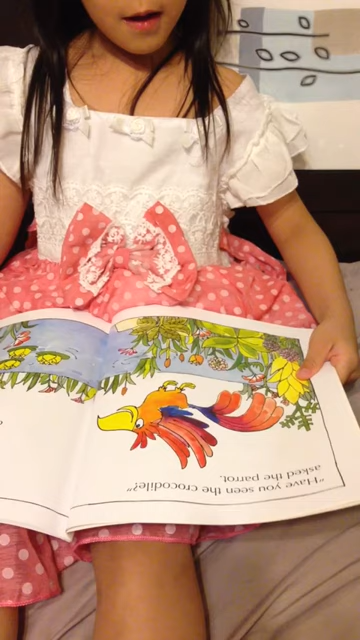 "Have you seen the crocodile?"
asked the parrot.